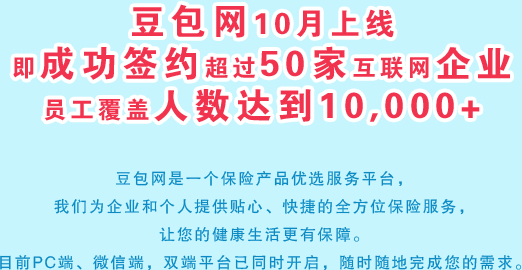 豆包网10月上线
即成功签约超过50家互联网企业
员工覆盖人数达到10,000+
豆包网是一个保险产品优选服务平台，
我们为企业和个人提供贴心、快捷的全方位保险服务，
让您的健康生活更有保障。
目前PC端、微信端，双端平台已同时开启，随时随地完成您的需求。